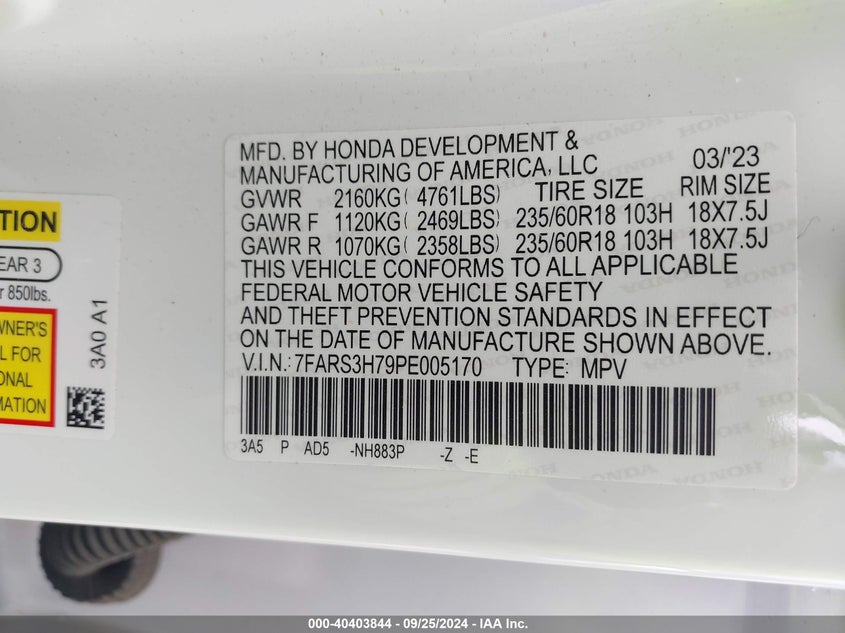 MFD. BY HONDA DEVELOPMENT &
MANUFACTURING OF AMERICA, LLC 03/'23
GVWR 2160KG( 4761LBS) TIRE SIZE RIM SIZE
GAWR F 1120KG( 2469LBS) 235/60R18 103H 18X7.5J
GAWR R 1070KG( 2358LBS) 235/60R18 103H 18X7.5J
THIS VEHICLE CONFORMS TO ALL APPLICABLE
FEDERAL MOTOR VEHICLE SAFETY
AND THEFT PREVENTION STANDARDS IN EFFECT
ON THE DATE OF MANUFACTURE SHOWN ABOVE.
V.I.N.: 7FARS3H79PE005170 TYPE: MPV
3A5 P AD5 -NH883P -Z -E
TION
EAR 3
r 850lbs.
WNER'S
L FOR
ONAL
MATION
3A0 A1
HONDA
000-40403844 - 09/25/2024 - IAA Inc.